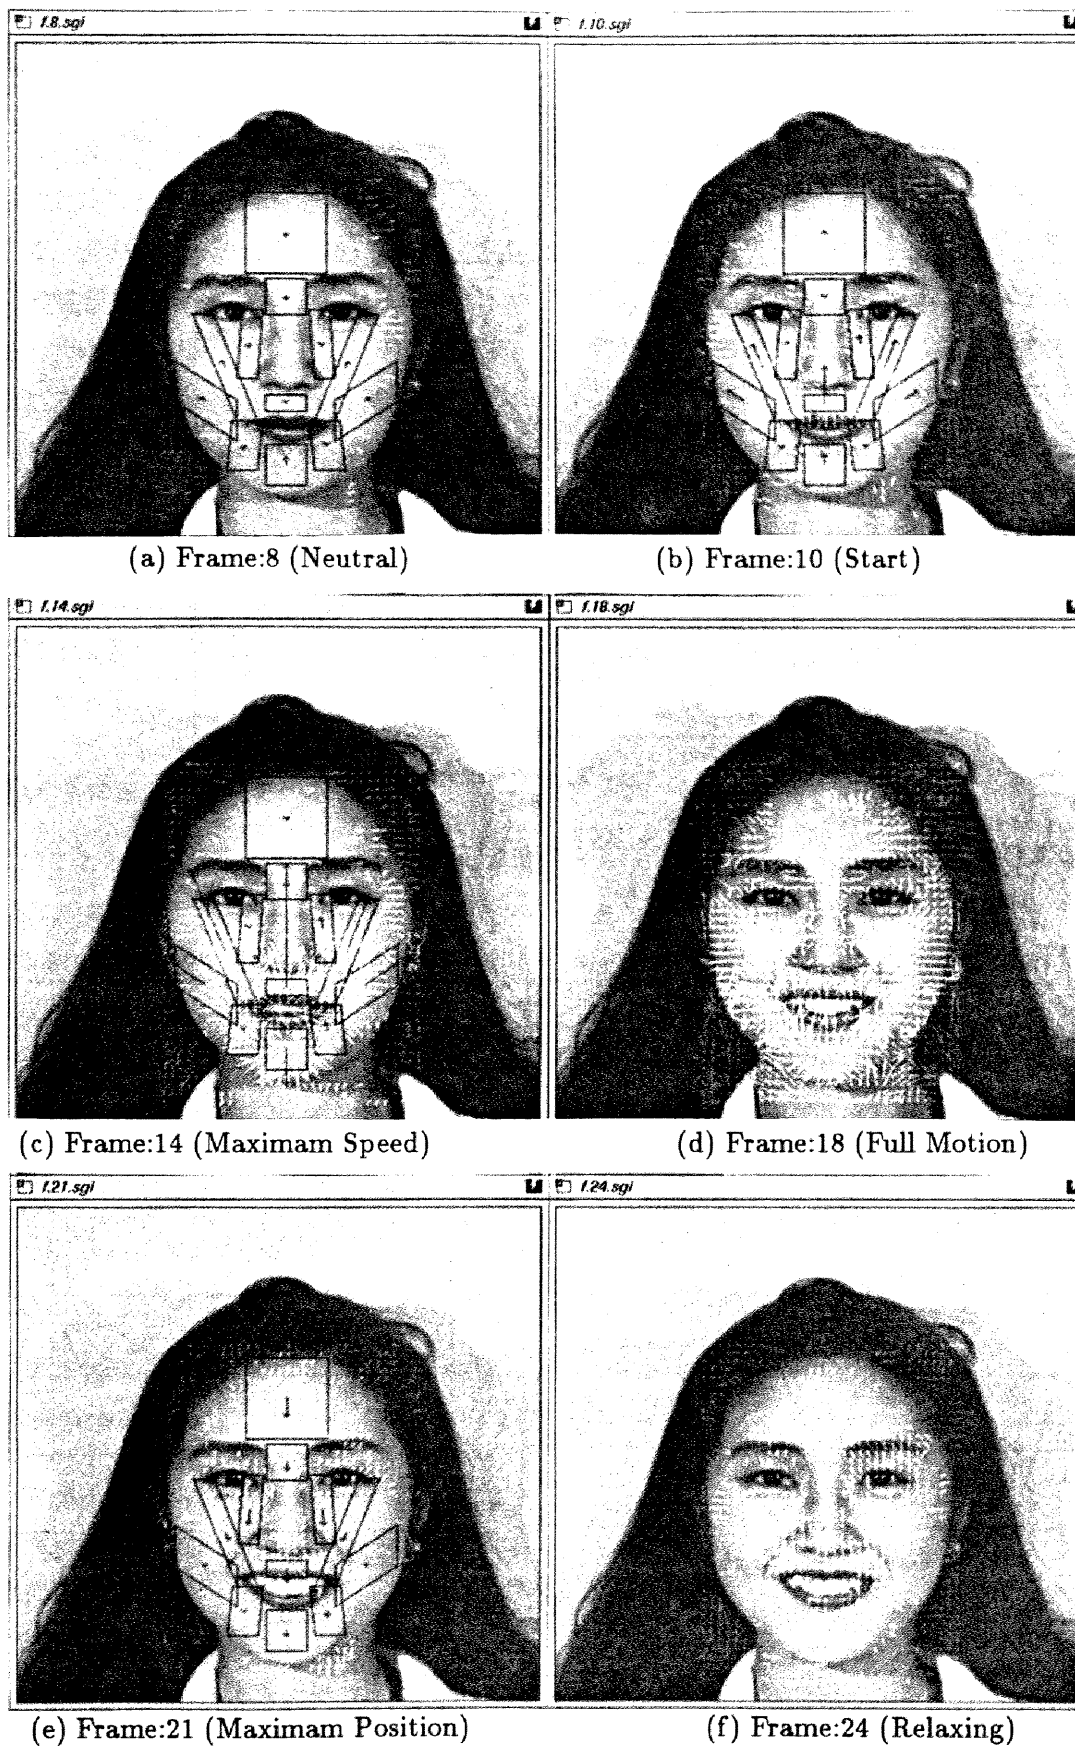 f.8.sgi
f.10.sgi
(a) Frame:8 (Neutral)
(b) Frame:10 (Start)
f.14.sgi
f.18.sgi
(c) Frame:14 (Maximam Speed)
(d) Frame:18 (Full Motion)
f.21.sgi
f.24.sgi
(e) Frame:21 (Maximam Position)
(f) Frame:24 (Relaxing)